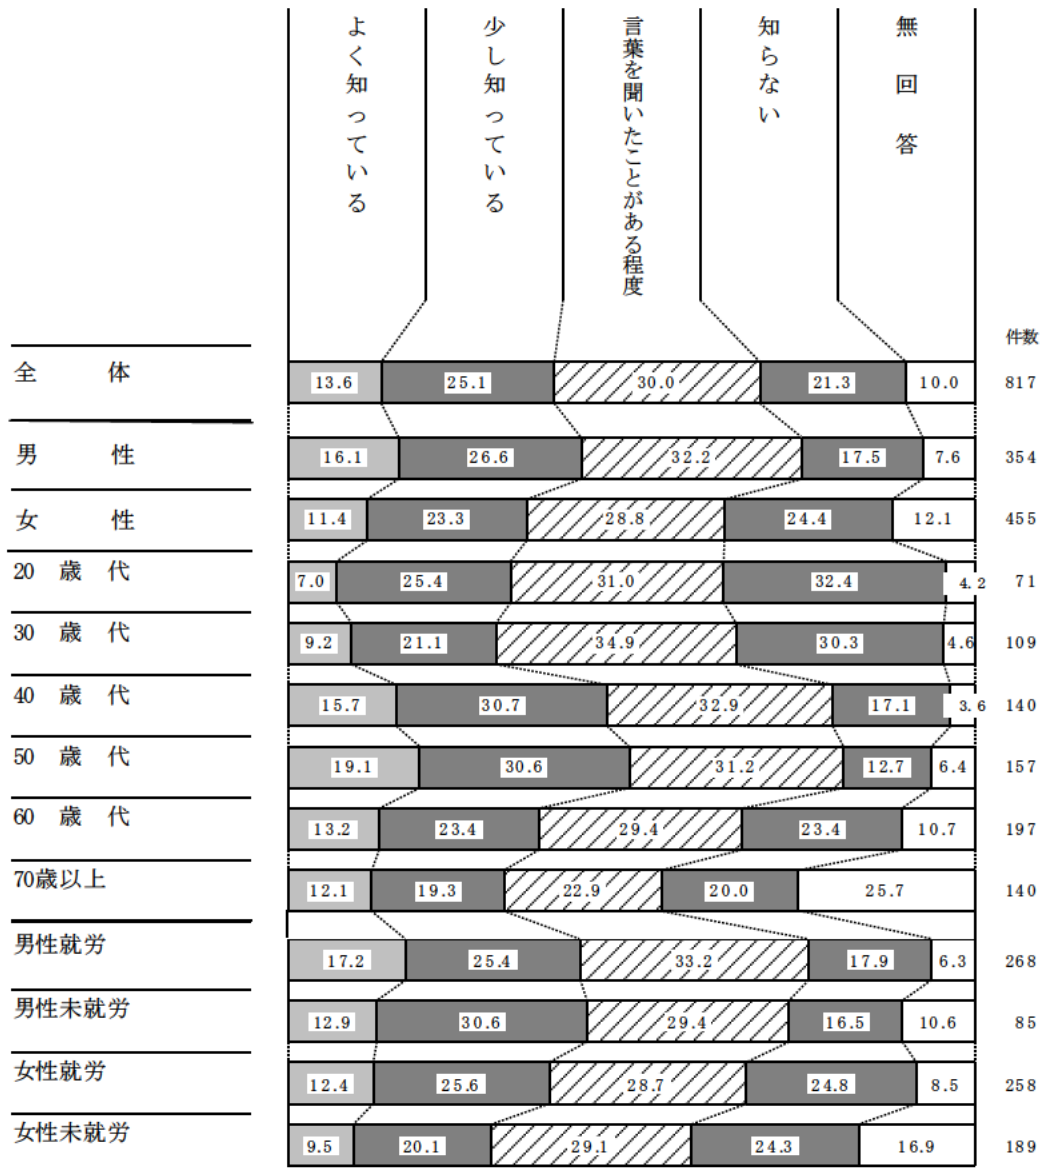 よく知っている
少し知っている
言葉を聞いたことがある程度
知らない
無回答
件数
全体 13.6 25.1 30.0 21.3 10.0 817
男性 16.1 26.6 32.2 17.5 7.6 354
女性 11.4 23.3 28.8 24.4 12.1 455
20歳代 7.0 25.4 31.0 32.4 4.2 71
30歳代 9.2 21.1 34.9 30.3 4.6 109
40歳代 15.7 30.7 32.9 17.1 3.6 140
50歳代 19.1 30.6 31.2 12.7 6.4 157
60歳代 13.2 23.4 29.4 23.4 10.7 197
70歳以上 12.1 19.3 22.9 20.0 25.7 140
男性就労 17.2 25.4 33.2 17.9 6.3 268
男性未就労 12.9 30.6 29.4 16.5 10.6 85
女性就労 12.4 25.6 28.7 24.8 8.5 258
女性未就労 9.5 20.1 29.1 24.3 16.9 189